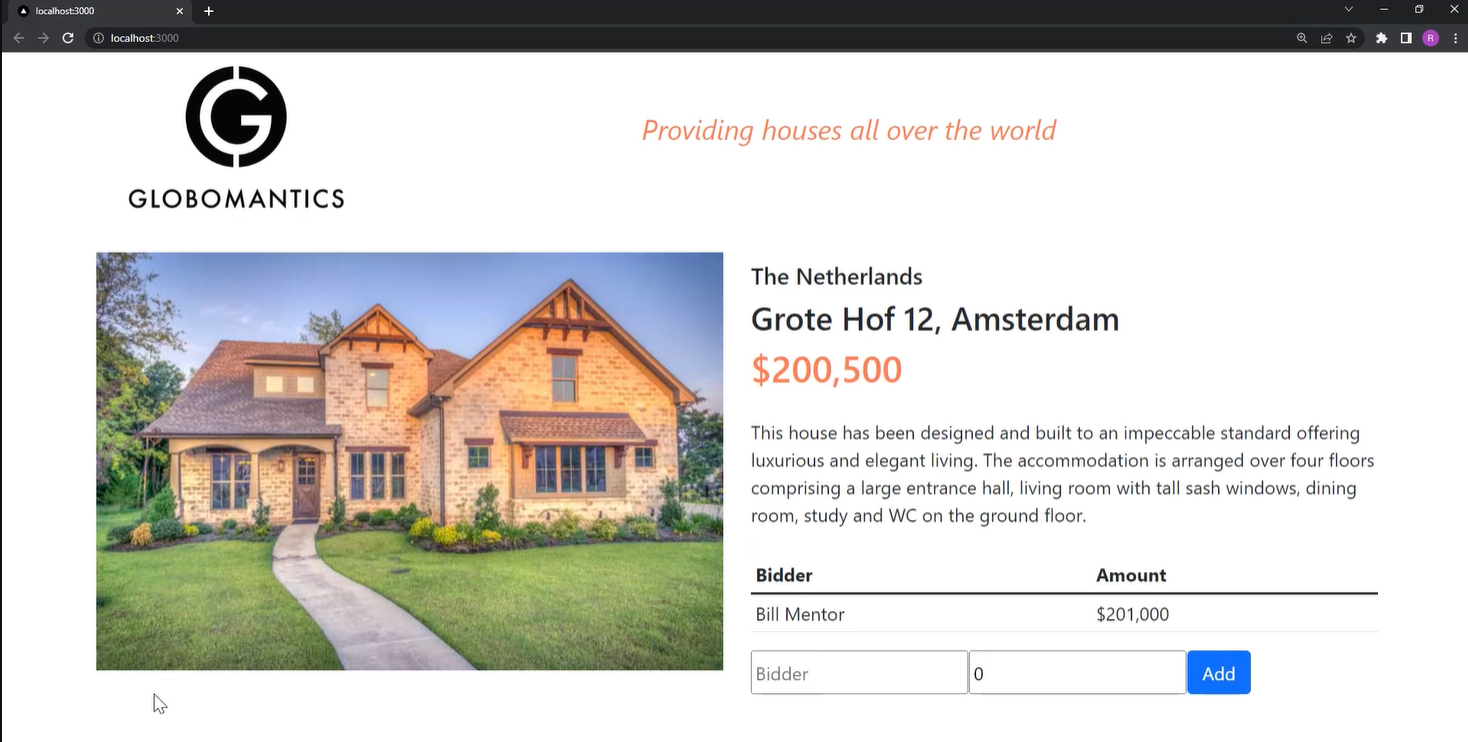 localhost:3000
localhost:3000
R
G
GLOBOMANTICS
Providing houses all over the world
The Netherlands
Grote Hof 12, Amsterdam
$200,500
This house has been designed and built to an impeccable standard offering
luxurious and elegant living. The accommodation is arranged over four floors
comprising a large entrance hall, living room with tall sash windows, dining
room, study and WC on the ground floor.
Bidder Amount
Bill Mentor $201,000
Bidder 0 Add